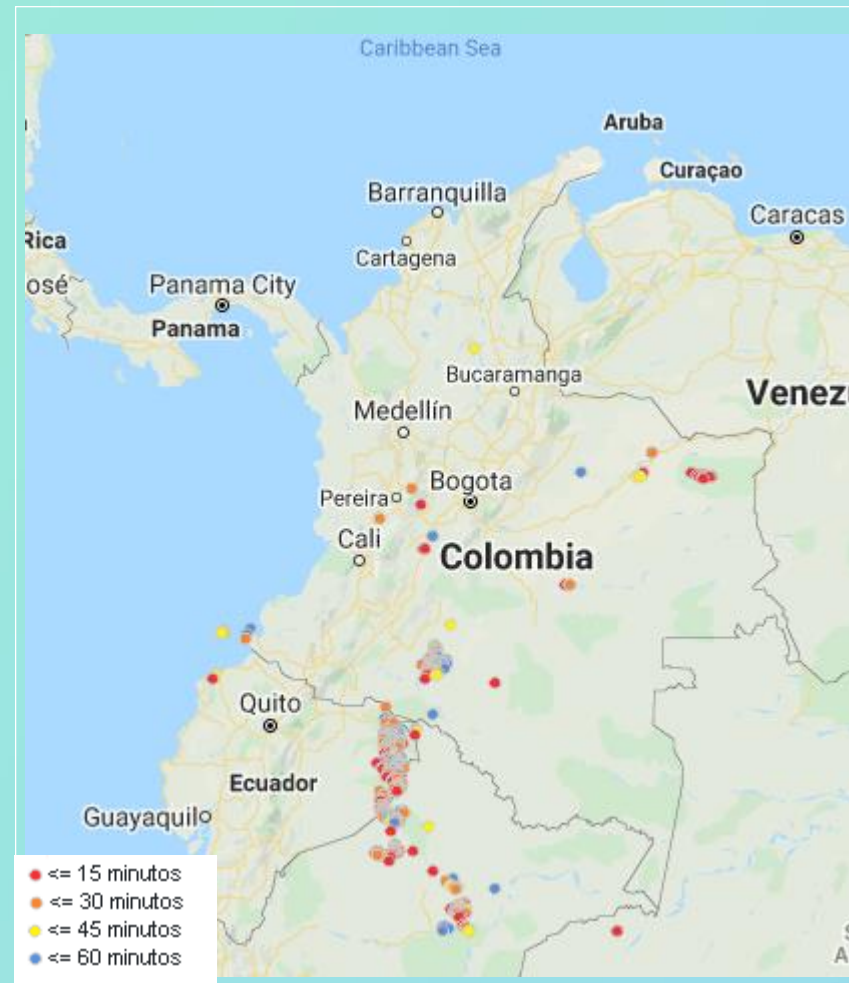 Caribbean Sea
Aruba
Curaçao
Barranquilla
Caracas
Cartagena
Rica
osé
Panama City
Panama
Bucaramanga
Venez
Medellín
Bogota
Pereira
Cali
Colombia
Quito
Ecuador
Guayaquil
<= 15 minutos
<= 30 minutos
<= 45 minutos
<= 60 minutos